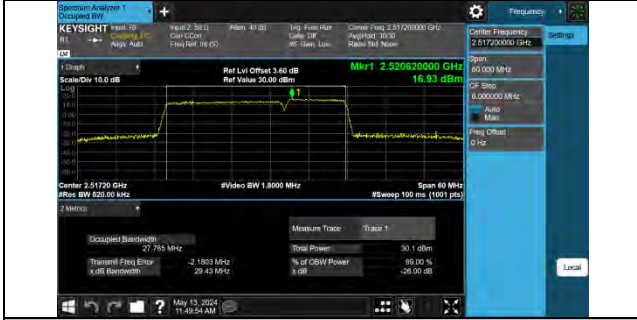 Spectrum Analyzer 1
Occupied BW
+
Frequency
KEYSIGHT Input: RF
Coupling: DC
Align: Auto
Input Z: 50 Ω
Corr CCorr
Freq Ref: Int (S)
Atten: 40 dB
Trig: Free Run
Gate: Off
#IF Gain: Low
Center Freq: 2.517200000 GHz
Avg|Hold: 30/30
Radio Std: None
Center Frequency
2.517200000 GHz
Settings
Span
60.000 MHz
CF Step
6.000000 MHz
Auto
Man
Freq Offset
0 Hz
1 Graph
Scale/Div 10.0 dB
Ref Lvl Offset 3.60 dB
Ref Value 30.00 dBm
Mkr1 2.520620000 GHz
16.93 dBm
Log
1
Center 2.51720 GHz
#Res BW 620.00 kHz
#Video BW 1.8000 MHz
Span 60 MHz
#Sweep 100 ms (1001 pts)
2 Metrics
Measure Trace
Trace 1
Occupied Bandwidth
27.765 MHz
Total Power
30.1 dBm
Transmit Freq Error
-2.1803 MHz
% of OBW Power
99.00 %
x dB Bandwidth
29.43 MHz
x dB
-26.00 dB
Local
May 13, 2024
11:49:54 AM